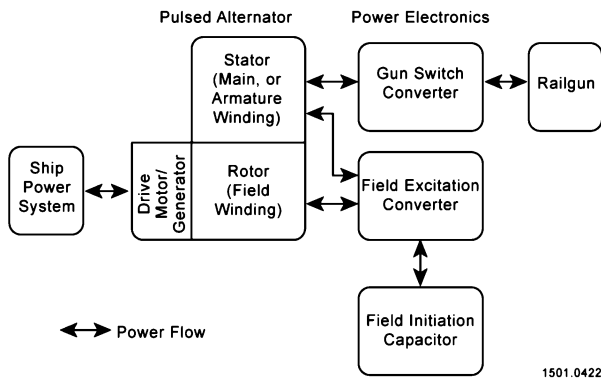 Pulsed Alternator
Power Electronics
Stator
(Main, or
Armature
Winding)
Gun Switch
Converter
Railgun
Ship
Power
System
Drive
Motor/
Generator
Rotor
(Field
Winding)
Field Excitation
Converter
Field Initiation
Capacitor
Power Flow
1501.0422